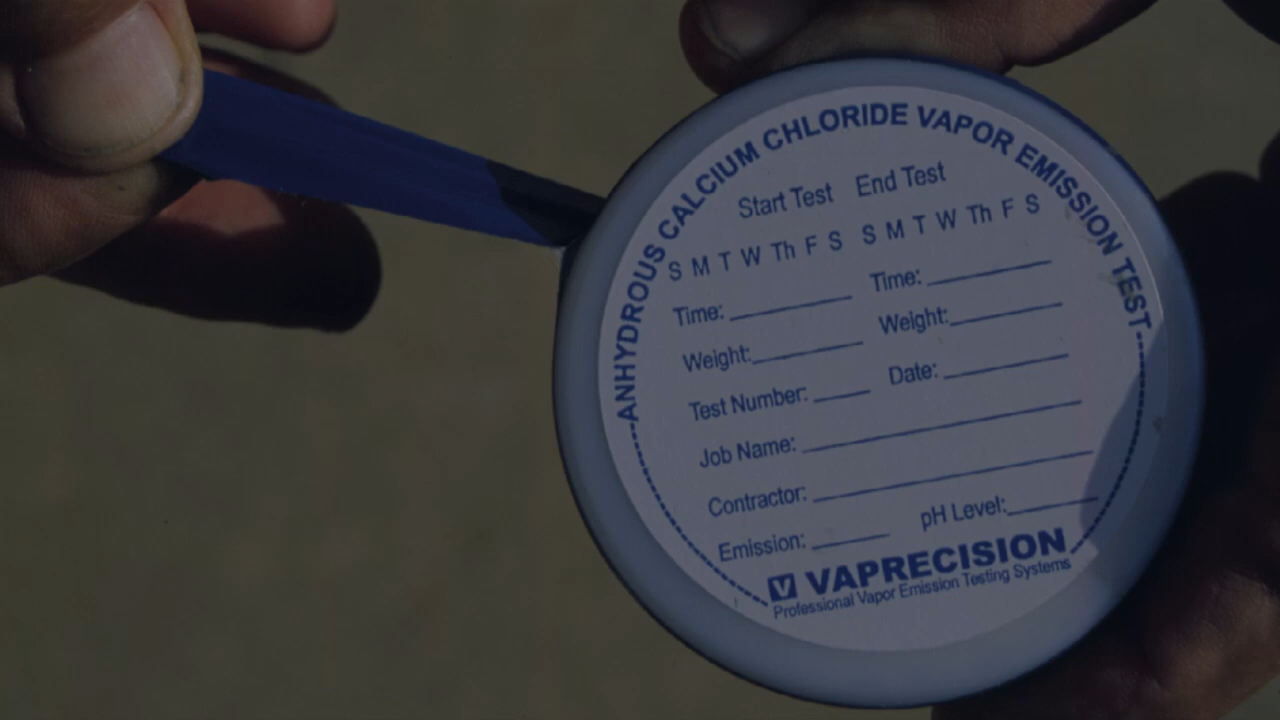 ANHYDROUS CALCIUM CHLORIDE VAPOR EMISSION TEST
Start Test End Test
S M T W Th F S S M T W Th F S
Time: Time:
Weight: Weight:
Test Number: Date:
Job Name:
Contractor:
Emission: pH Level:
V VAPRECISION
Professional Vapor Emission Testing Systems